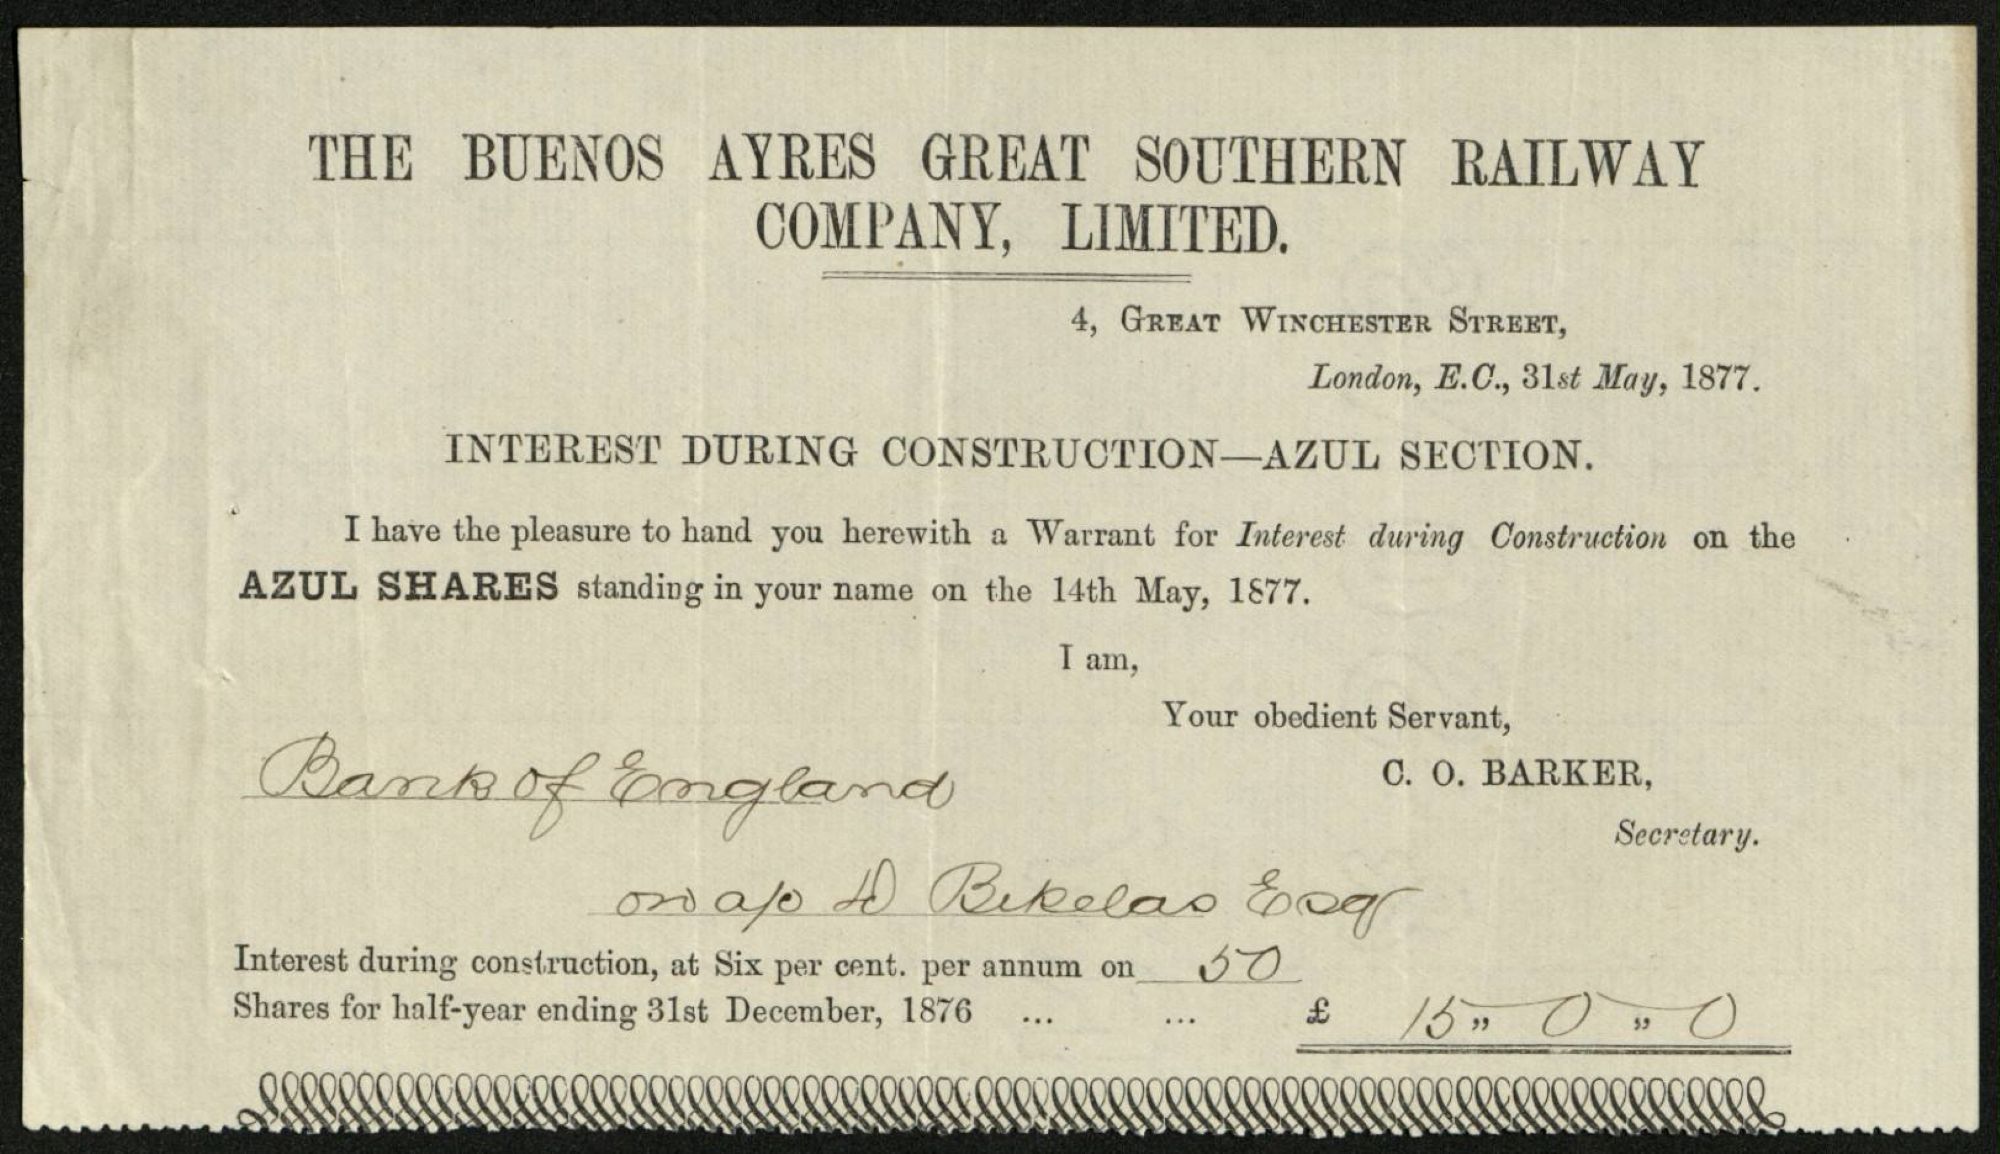 THE BUENOS AYRES GREAT SOUTHERN RAILWAY
COMPANY, LIMITED.
4, GREAT WINCHESTER STREET,
London, E.C., 31st May, 1877.
INTEREST DURING CONSTRUCTION—AZUL SECTION.
I have the pleasure to hand you herewith a Warrant for Interest during Construction on the
AZUL SHARES standing in your name on the 14th May, 1877.
I am,
Your obedient Servant,
C. O. BARKER,
Secretary.
Bank of England
on a/c D Bikelas Esq
Interest during construction, at Six per cent. per annum on 50
Shares for half-year ending 31st December, 1876 ... ... £ 15 „ 0 „ 0